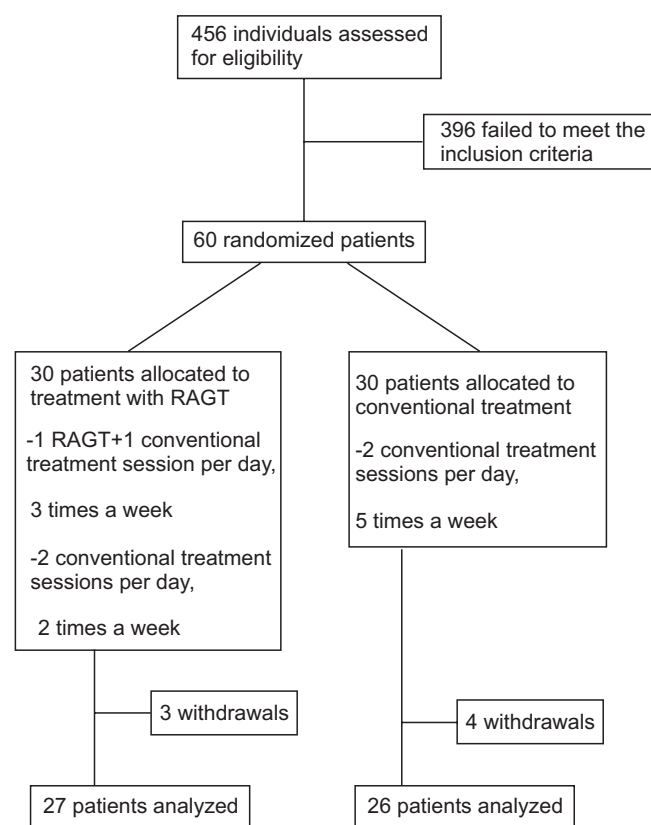 456 individuals assessed
for eligibility
396 failed to meet the
inclusion criteria
60 randomized patients
30 patients allocated to
treatment with RAGT
-1 RAGT+1 conventional
treatment session per day,
3 times a week
-2 conventional treatment
sessions per day,
2 times a week
30 patients allocated to
conventional treatment
-2 conventional treatment
sessions per day,
5 times a week
3 withdrawals
4 withdrawals
27 patients analyzed
26 patients analyzed